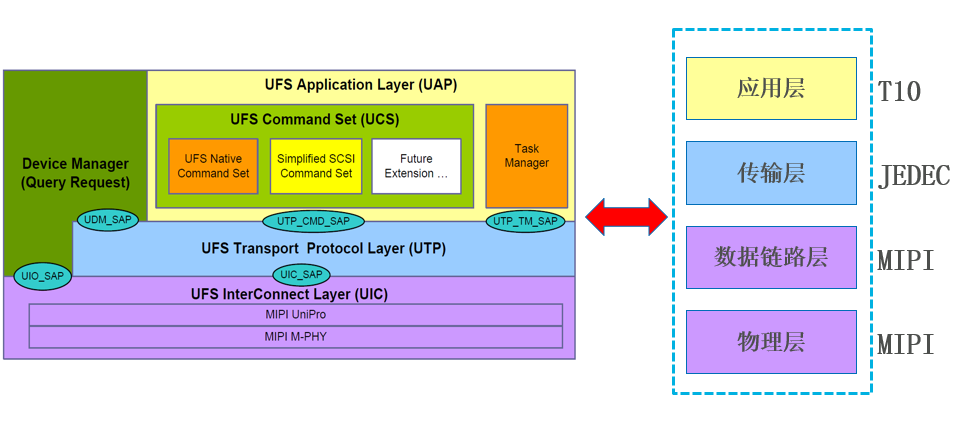 UFS Application Layer (UAP)
UFS Command Set (UCS)
Device Manager
(Query Request)
UFS Native
Command Set
Simplified SCSI
Command Set
Future
Extension …
Task
Manager
UDM_SAP
UTP_CMD_SAP
UTP_TM_SAP
UFS Transport Protocol Layer (UTP)
UIO_SAP
UIC_SAP
UFS InterConnect Layer (UIC)
MIPI UniPro
MIPI M-PHY
应用层
T10
传输层
JEDEC
数据链路层
MIPI
物理层
MIPI